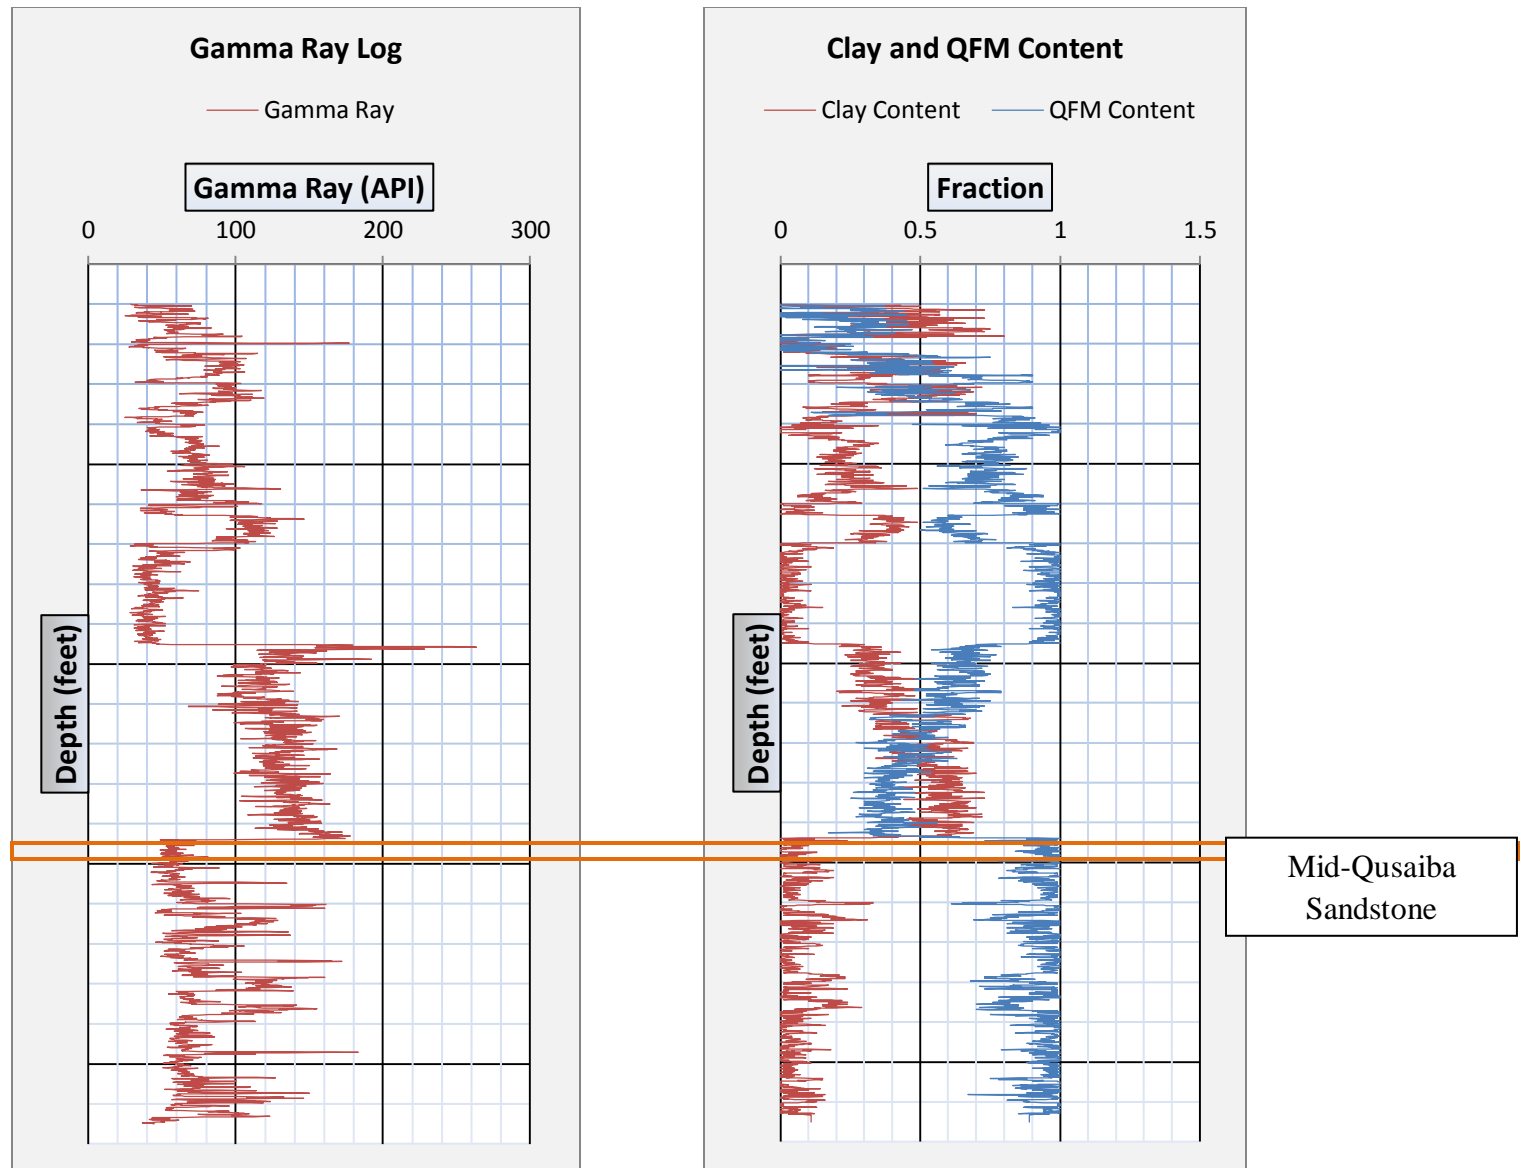 Gamma Ray Log
Gamma Ray
Gamma Ray (API)
0 100 200 300
Depth (feet)
Clay and QFM Content
Clay Content QFM Content
Fraction
0 0.5 1 1.5
Depth (feet)
Mid-Qusaiba
Sandstone